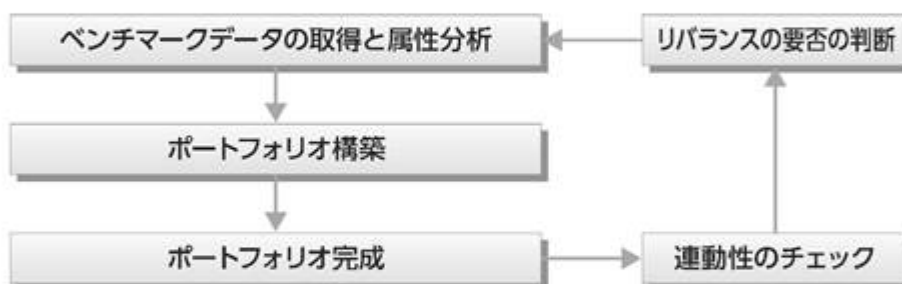 ベンチマークデータの取得と属性分析
リバランスの要否の判断
ポートフォリオ構築
ポートフォリオ完成
連動性のチェック